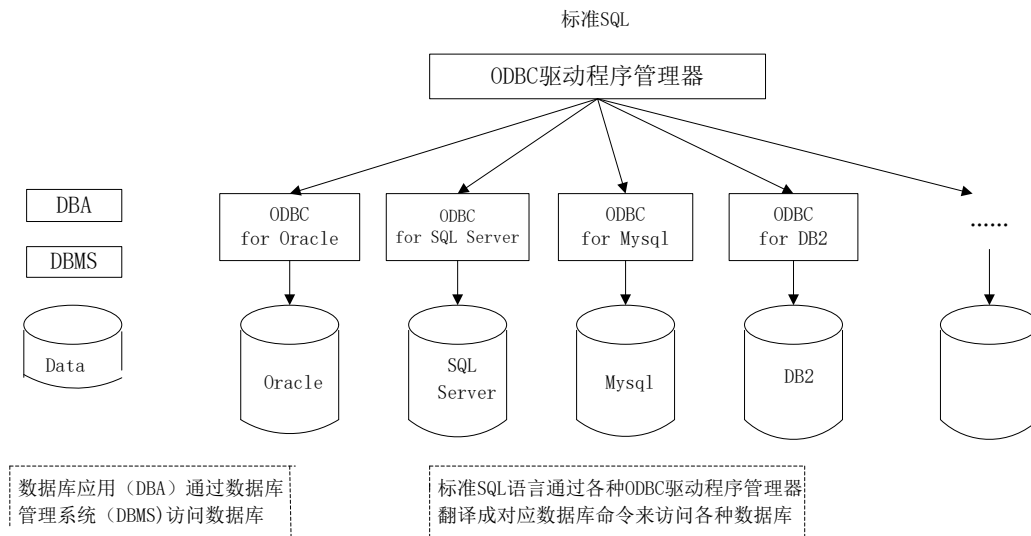 标准SQL
ODBC驱动程序管理器
DBA
DBMS
Data
ODBC
for Oracle
ODBC
for SQL Server
ODBC
for Mysql
ODBC
for DB2
......
Oracle
SQL
Server
Mysql
DB2
数据库应用（DBA）通过数据库
管理系统（DBMS)访问数据库
标准SQL语言通过各种ODBC驱动程序管理器
翻译成对应数据库命令来访问各种数据库